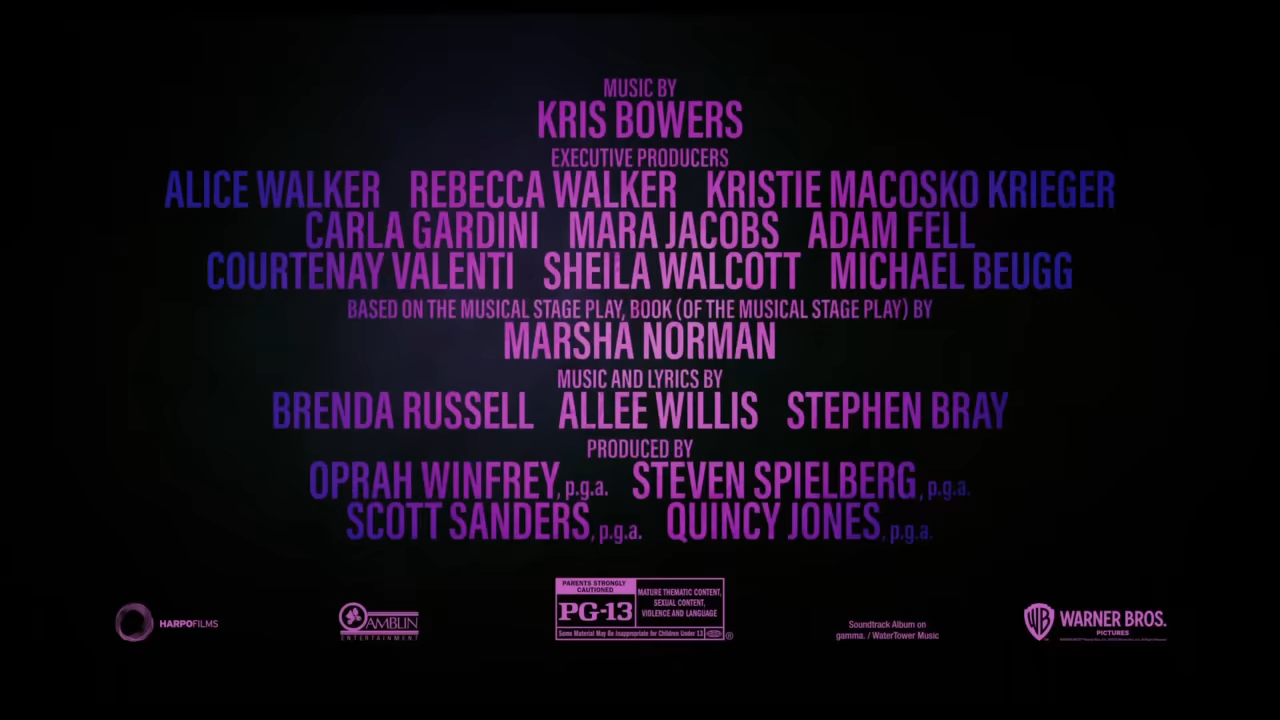 MUSIC BY
KRIS BOWERS
EXECUTIVE PRODUCERS
ALICE WALKER REBECCA WALKER KRISTIE MACOSKO KRIEGER
CARLA GARDINI MARA JACOBS ADAM FELL
COURTENAY VALENTI SHEILA WALCOTT MICHAEL BEUGG
BASED ON THE MUSICAL STAGE PLAY, BOOK (OF THE MUSICAL STAGE PLAY) BY
MARSHA NORMAN
MUSIC AND LYRICS BY
BRENDA RUSSELL ALLEE WILLIS STEPHEN BRAY
PRODUCED BY
OPRAH WINFREY, p.g.a. STEVEN SPIELBERG, p.g.a.
SCOTT SANDERS, p.g.a. QUINCY JONES, p.g.a.
HARPOFILMS
AMBLIN
ENTERTAINMENT
PARENTS STRONGLY
CAUTIONED
PG-13
MATURE THEMATIC CONTENT,
SEXUAL CONTENT,
VIOLENCE AND LANGUAGE
Some Material May Be Inappropriate for Children Under 13
®
Soundtrack Album on
gamma. / WaterTower Music
WB
WARNER BROS.
PICTURES